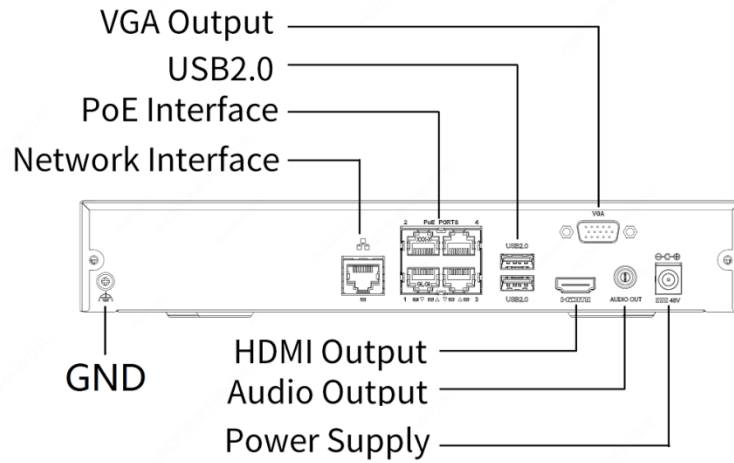 VGA Output
USB2.0
PoE Interface
Network Interface
2 PoE PORTS 4
VGA
USB2.0
1 3
USB2.0
HDMI
AUDIO OUT
48V
GND
HDMI Output
Audio Output
Power Supply